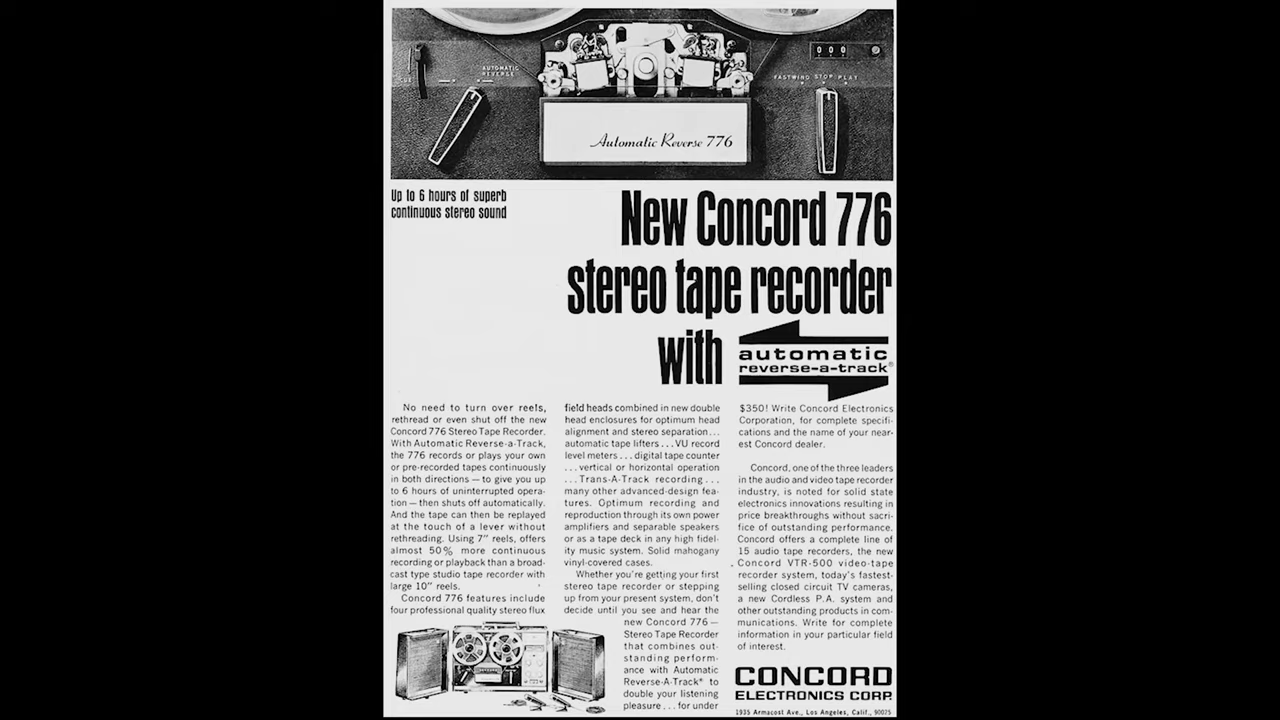 CUE
AUTOMATIC
REVERSE
000
FASTWIND STOP PLAY
Automatic Reverse 776
Up to 6 hours of superb
continuous stereo sound
New Concord 776
stereo tape recorder
with
automatic
reverse-a-track®
No need to turn over reels,
rethread or even shut off the new
Concord 776 Stereo Tape Recorder.
With Automatic Reverse-a-Track,
the 776 records or plays your own
or pre-recorded tapes continuously
in both directions — to give you up
to 6 hours of uninterrupted opera-
tion — then shuts off automatically.
And the tape can then be replayed
at the touch of a lever without
rethreading. Using 7" reels, offers
almost 50% more continuous
recording or playback than a broad-
cast type studio tape recorder with
large 10" reels.
Concord 776 features include
four professional quality stereo flux
field heads combined in new double
head enclosures for optimum head
alignment and stereo separation...
automatic tape lifters...VU record
level meters...digital tape counter
...vertical or horizontal operation
...Trans-A-Track recording...
many other advanced-design fea-
tures. Optimum recording and
reproduction through its own power
amplifiers and separable speakers
or as a tape deck in any high fidel-
ity music system. Solid mahogany
vinyl-covered cases.
Whether you're getting your first
stereo tape recorder or stepping
up from your present system, don't
decide until you see and hear the
new Concord 776 —
Stereo Tape Recorder
that combines out-
standing perform-
ance with Automatic
Reverse-A-Track® to
double your listening
pleasure...for under
$350! Write Concord Electronics
Corporation, for complete specifi-
cations and the name of your near-
est Concord dealer.
Concord, one of the three leaders
in the audio and video tape recorder
industry, is noted for solid state
electronics innovations resulting in
price breakthroughs without sacri-
fice of outstanding performance.
Concord offers a complete line of
15 audio tape recorders, the new
Concord VTR-500 video-tape
recorder system, today's fastest-
selling closed circuit TV cameras,
a new Cordless P.A. system and
other outstanding products in com-
munications. Write for complete
information in your particular field
of interest.
CONCORD
ELECTRONICS CORP.
1935 Armacost Ave., Los Angeles, Calif., 90025